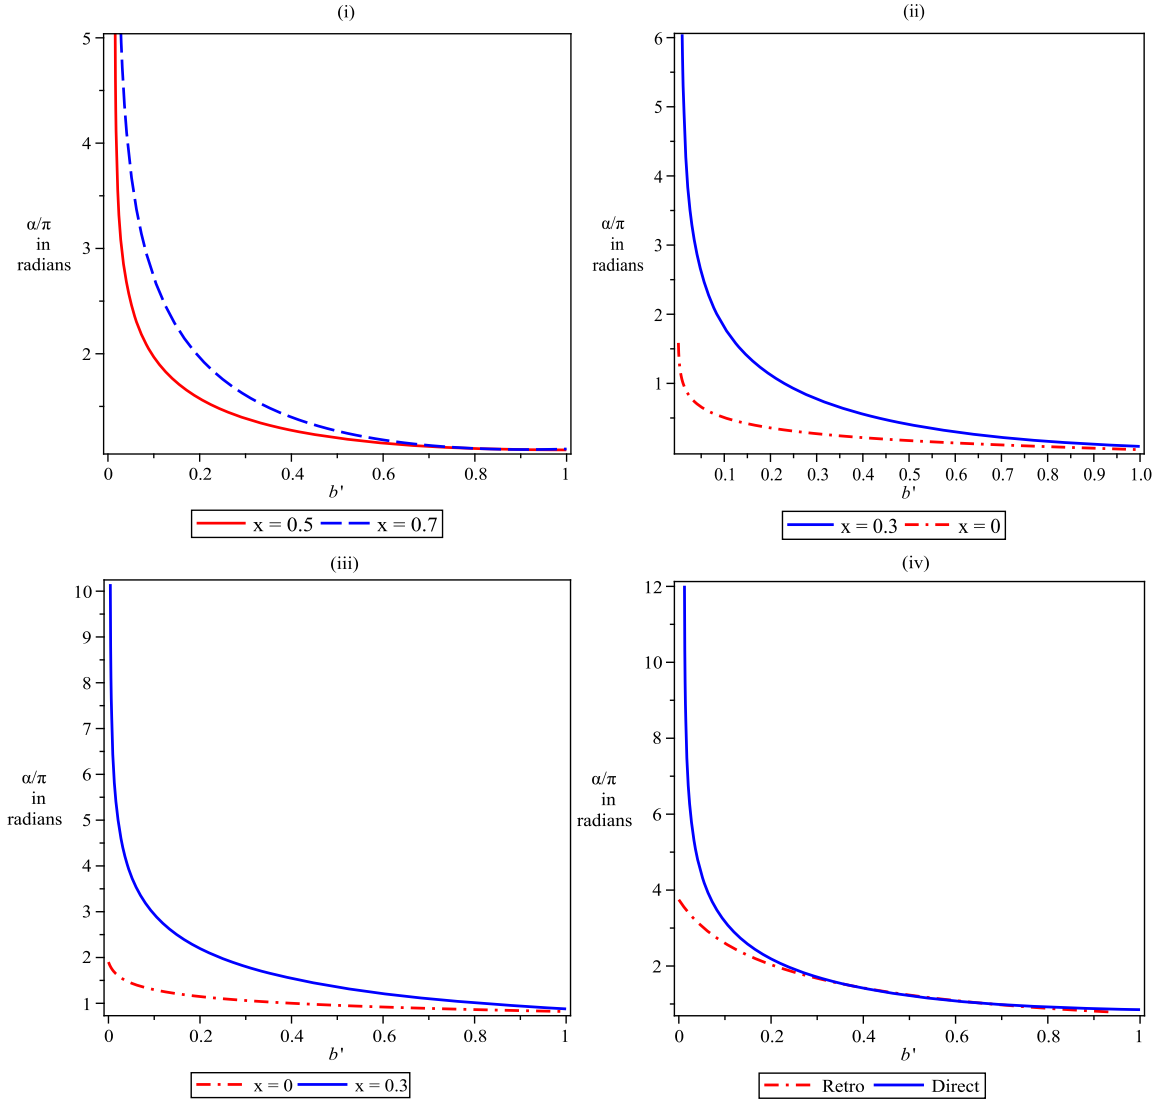 (i)
5
4
3
2
α/π
in
radians
0 0.2 0.4 0.6 0.8 1
b'
x = 0.5 x = 0.7
(ii)
6
5
4
3
2
1
α/π
in
radians
0.1 0.2 0.3 0.4 0.5 0.6 0.7 0.8 0.9 1.0
b'
x = 0.3 x = 0
(iii)
10
9
8
7
6
5
4
3
2
1
α/π
in
radians
0 0.2 0.4 0.6 0.8 1
b'
x = 0 x = 0.3
(iv)
12
10
8
6
4
2
α/π
in
radians
0 0.2 0.4 0.6 0.8 1
b'
Retro Direct